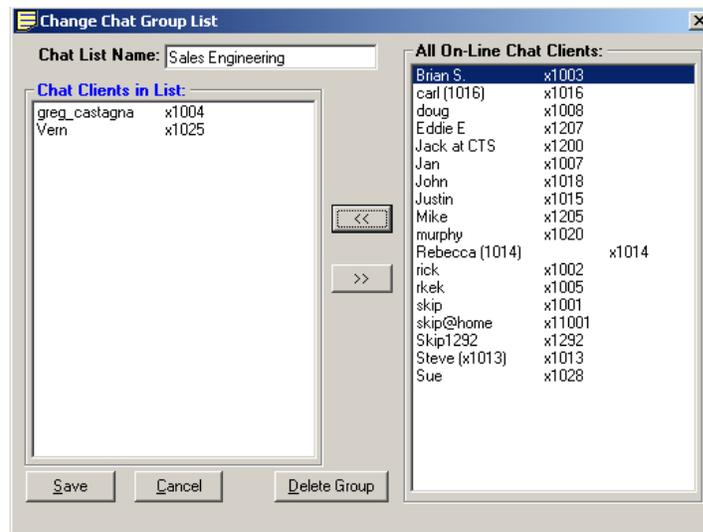 Change Chat Group List
Chat List Name: Sales Engineering
Chat Clients in List:
greg_castagna x1004
Vern x1025
<<
>>
Save Cancel Delete Group
All On-Line Chat Clients:
Brian S. x1003
carl (1016) x1016
doug x1008
Eddie E x1207
Jack at CTS x1200
Jan x1007
John x1018
Justin x1015
Mike x1205
murphy x1020
Rebecca (1014) x1014
rick x1002
rkek x1005
skip x1001
skip@home x11001
Skip1292 x1292
Steve (x1013) x1013
Sue x1028